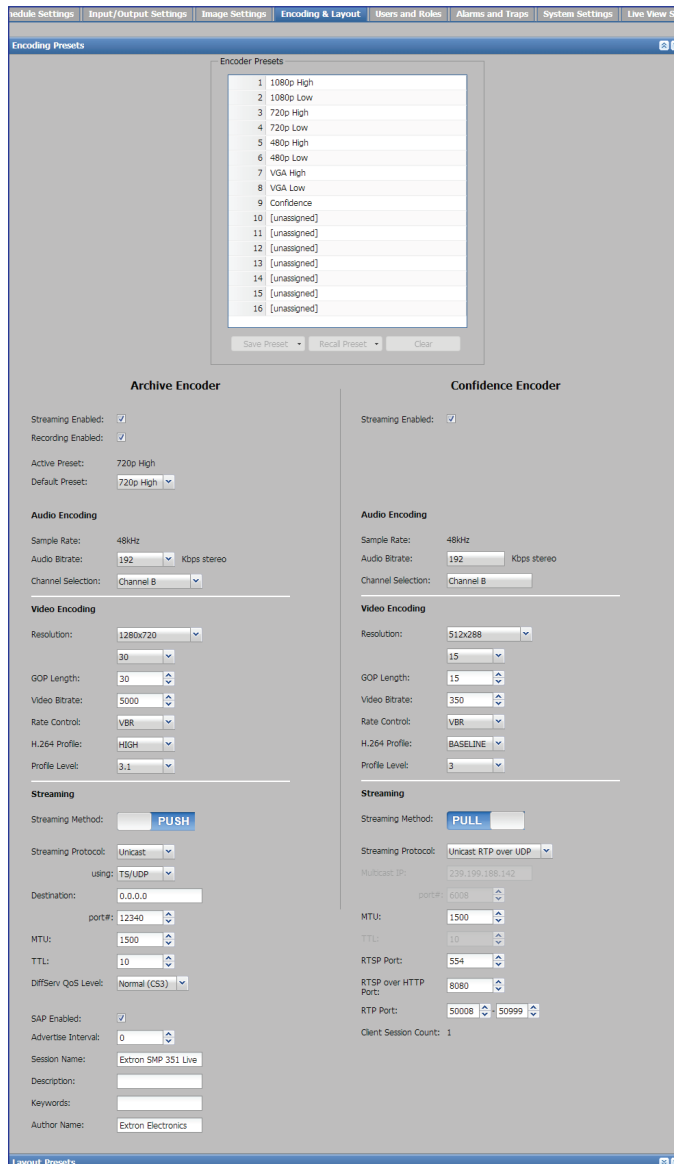 hedule Settings Input/Output Settings Image Settings Encoding & Layout Users and Roles Alarms and Traps System Settings Live View S
Encoding Presets
Encoder Presets
1 1080p High
2 1080p Low
3 720p High
4 720p Low
5 480p High
6 480p Low
7 VGA High
8 VGA Low
9 Confidence
10 [unassigned]
11 [unassigned]
12 [unassigned]
13 [unassigned]
14 [unassigned]
15 [unassigned]
16 [unassigned]
Save Preset Recall Preset Clear
Archive Encoder
Streaming Enabled:
Recording Enabled:
Active Preset: 720p High
Default Preset: 720p High
Audio Encoding
Sample Rate: 48kHz
Audio Bitrate: 192 Kbps stereo
Channel Selection: Channel B
Video Encoding
Resolution: 1280x720
30
GOP Length: 30
Video Bitrate: 5000
Rate Control: VBR
H.264 Profile: HIGH
Profile Level: 3.1
Streaming
Streaming Method: PUSH
Streaming Protocol: Unicast
using: TS/UDP
Destination: 0.0.0.0
port#: 12340
MTU: 1500
TTL: 10
DiffServ QoS Level: Normal (CS3)
SAP Enabled:
Advertise Interval: 0
Session Name: Extron SMP 351 Live
Description:
Keywords:
Author Name: Extron Electronics
Confidence Encoder
Streaming Enabled:
Audio Encoding
Sample Rate: 48kHz
Audio Bitrate: 192 Kbps stereo
Channel Selection: Channel B
Video Encoding
Resolution: 512x288
15
GOP Length: 15
Video Bitrate: 350
Rate Control: VBR
H.264 Profile: BASELINE
Profile Level: 3
Streaming
Streaming Method: PULL
Streaming Protocol: Unicast RTP over UDP
Multicast IP: 239.199.188.142
port#: 6008
MTU: 1500
TTL: 10
RTSP Port: 554
RTSP over HTTP
Port: 8080
RTP Port: 50008 - 50999
Client Session Count: 1
Layout Presets